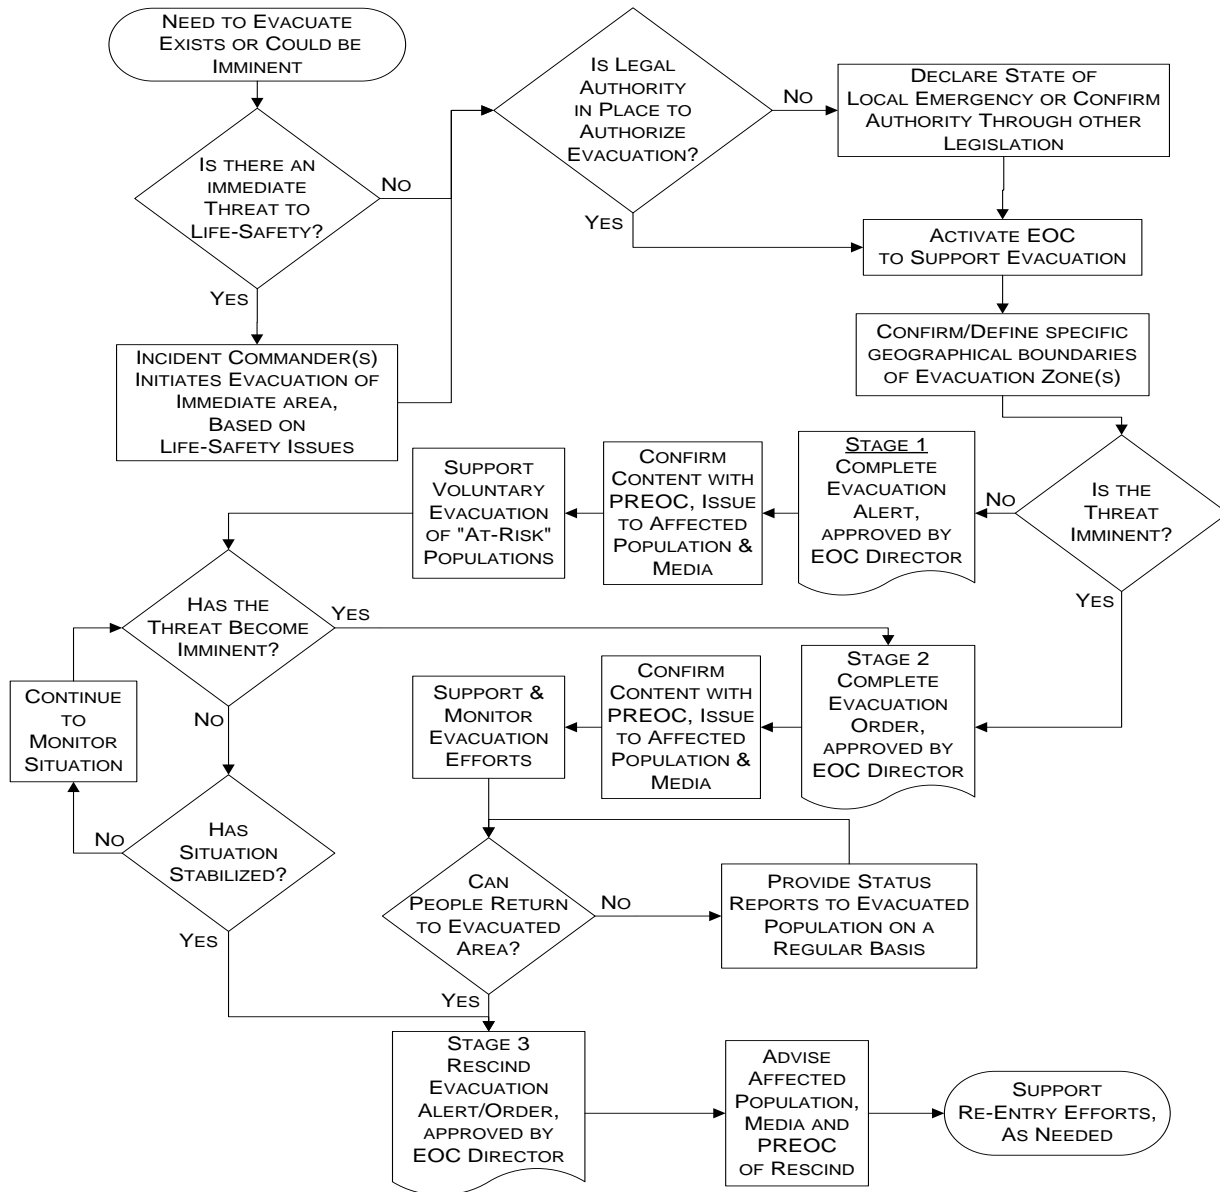 Need to Evacuate
Exists or Could be
Imminent
Is there an
immediate
Threat to
Life-Safety?
No
Yes
Incident Commander(s)
Initiates Evacuation of
Immediate area,
Based on
Life-Safety Issues
Is Legal
Authority
in Place to
Authorize
Evacuation?
No
Yes
Declare State of
Local Emergency or Confirm
Authority Through other
Legislation
Activate EOC
to Support Evacuation
Confirm/Define specific
geographical boundaries
of Evacuation Zone(s)
Is the
Threat
Imminent?
No
Yes
Stage 1
Complete
Evacuation
Alert,
approved by
EOC Director
Confirm
Content with
PREOC, Issue
to Affected
Population &
Media
Support
Voluntary
Evacuation
of "At-Risk"
Populations
Has the
Threat Become
Imminent?
Yes
No
Continue
to
Monitor
Situation
Has
Situation
Stabilized?
No
Yes
Stage 2
Complete
Evacuation
Order,
approved by
EOC Director
Confirm
Content with
PREOC, Issue
to Affected
Population &
Media
Support &
Monitor
Evacuation
Efforts
Can
People Return
to Evacuated
Area?
No
Yes
Provide Status
Reports to Evacuated
Population on a
Regular Basis
Stage 3
Rescind
Evacuation
Alert/Order,
approved by
EOC Director
Advise
Affected
Population,
Media and
PREOC
of Rescind
Support
Re-Entry Efforts,
As Needed